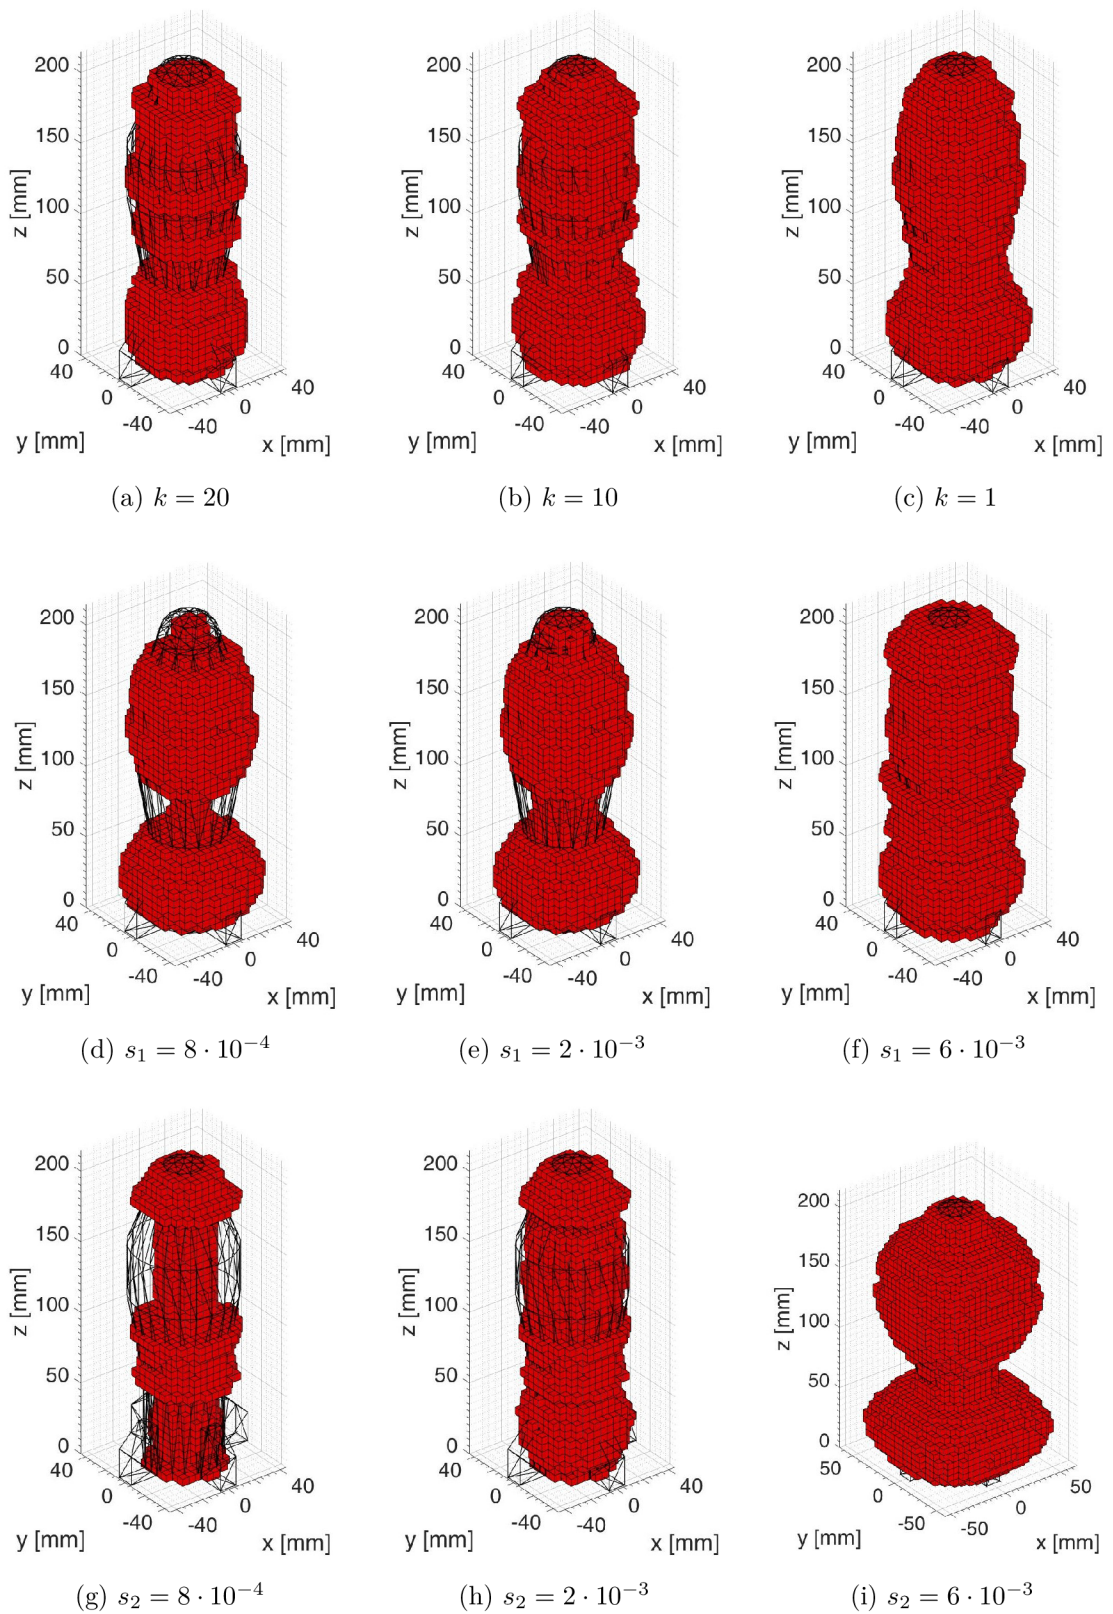 200
150
100
50
0
z [mm]
40
0
-40
y [mm]
-40
0
40
x [mm]
(a) k = 20
200
150
100
50
0
z [mm]
40
0
-40
y [mm]
-40
0
40
x [mm]
(b) k = 10
200
150
100
50
0
z [mm]
40
0
-40
y [mm]
-40
0
40
x [mm]
(c) k = 1
200
150
100
50
0
z [mm]
40
0
-40
y [mm]
-40
0
40
x [mm]
(d) s₁ = 8 · 10⁻⁴
200
150
100
50
0
z [mm]
40
0
-40
y [mm]
-40
0
40
x [mm]
(e) s₁ = 2 · 10⁻³
200
150
100
50
0
z [mm]
40
0
-40
y [mm]
-40
0
40
x [mm]
(f) s₁ = 6 · 10⁻³
200
150
100
50
0
z [mm]
40
0
-40
y [mm]
-40
0
40
x [mm]
(g) s₂ = 8 · 10⁻⁴
200
150
100
50
0
z [mm]
40
0
-40
y [mm]
-40
0
40
x [mm]
(h) s₂ = 2 · 10⁻³
200
150
100
50
0
z [mm]
50
0
-50
y [mm]
-50
0
50
x [mm]
(i) s₂ = 6 · 10⁻³